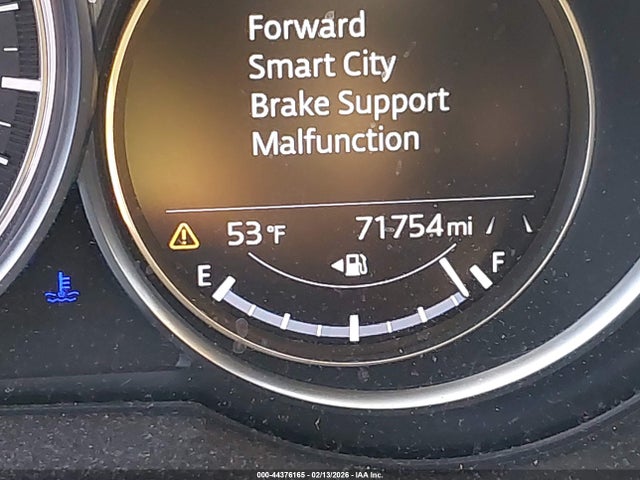 Forward
Smart City
Brake Support
Malfunction
53 °F 71754 mi
E F
000-44376165 - 02/13/2026 - IAA Inc.